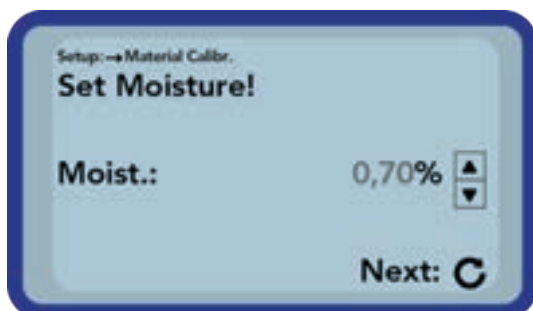 Setup:→Material Calibr.
Set Moisture!
Moist.: 0,70%
Next: